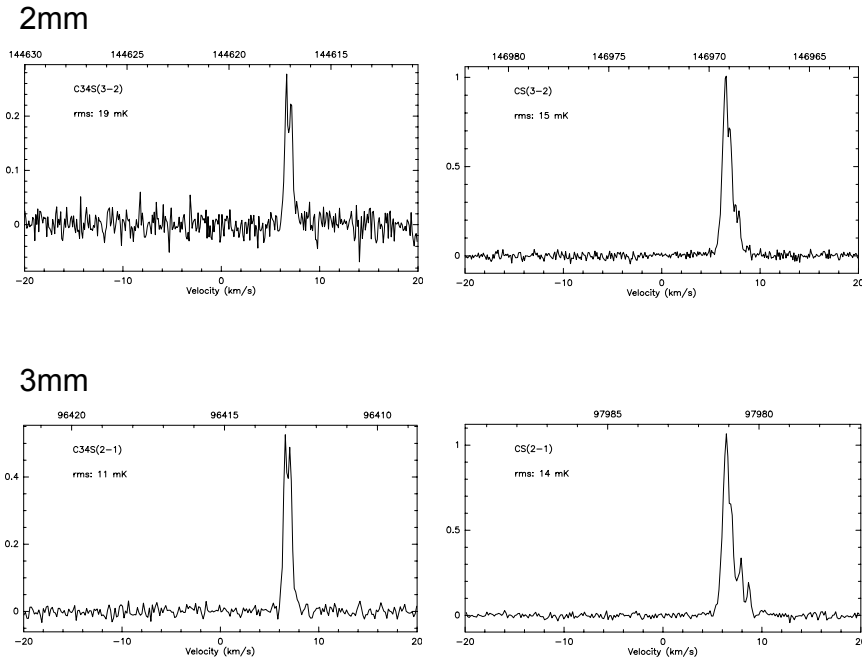 2mm
144630 144625 144620 144615
C34S(3-2)
rms: 19 mK
0.2
0.1
0
-20 -10 0 10 20
Velocity (km/s)
146980 146975 146970 146965
CS(3-2)
rms: 15 mK
1
0.5
0
-20 -10 0 10 20
Velocity (km/s)
3mm
96420 96415 96410
C34S(2-1)
rms: 11 mK
0.4
0.2
0
-20 -10 0 10 20
Velocity (km/s)
97985 97980
CS(2-1)
rms: 14 mK
1
0.5
0
-20 -10 0 10 20
Velocity (km/s)